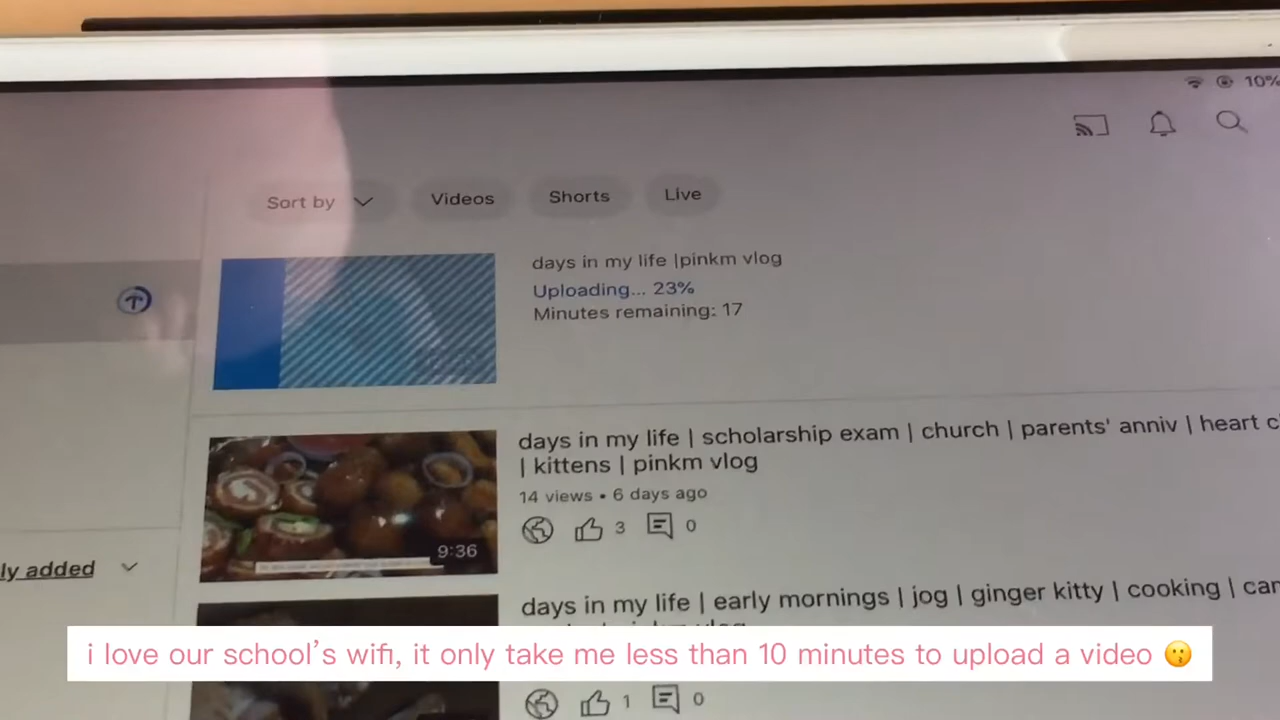 10%
Sort by
Videos
Shorts
Live
days in my life |pinkm vlog
Uploading... 23%
Minutes remaining: 17
days in my life | scholarship exam | church | parents' anniv | heart c
| kittens | pinkm vlog
14 views • 6 days ago
3
0
9:36
ly added
days in my life | early mornings | jog | ginger kitty | cooking | car
i love our school's wifi, it only take me less than 10 minutes to upload a video 😗
1
0